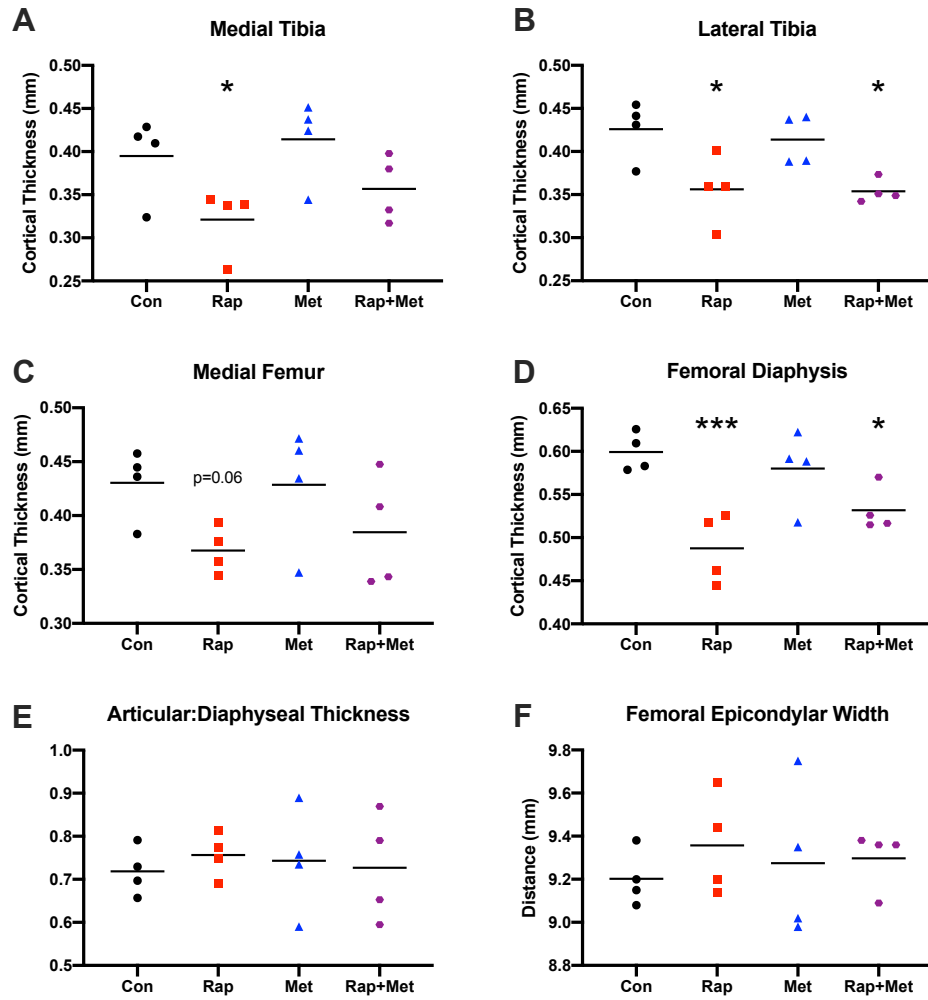 A
Medial Tibia
Cortical Thickness (mm)
0.50
0.45
0.40
0.35
0.30
0.25
*
Con Rap Met Rap+Met
B
Lateral Tibia
Cortical Thickness (mm)
0.50
0.45
0.40
0.35
0.30
0.25
* *
Con Rap Met Rap+Met
C
Medial Femur
Cortical Thickness (mm)
0.50
0.45
0.40
0.35
0.30
p=0.06
Con Rap Met Rap+Met
D
Femoral Diaphysis
Cortical Thickness (mm)
0.65
0.60
0.55
0.50
0.45
0.40
*** *
Con Rap Met Rap+Met
E
Articular:Diaphyseal Thickness
1.0
0.9
0.8
0.7
0.6
0.5
Con Rap Met Rap+Met
F
Femoral Epicondylar Width
Distance (mm)
9.8
9.6
9.4
9.2
9.0
8.8
Con Rap Met Rap+Met